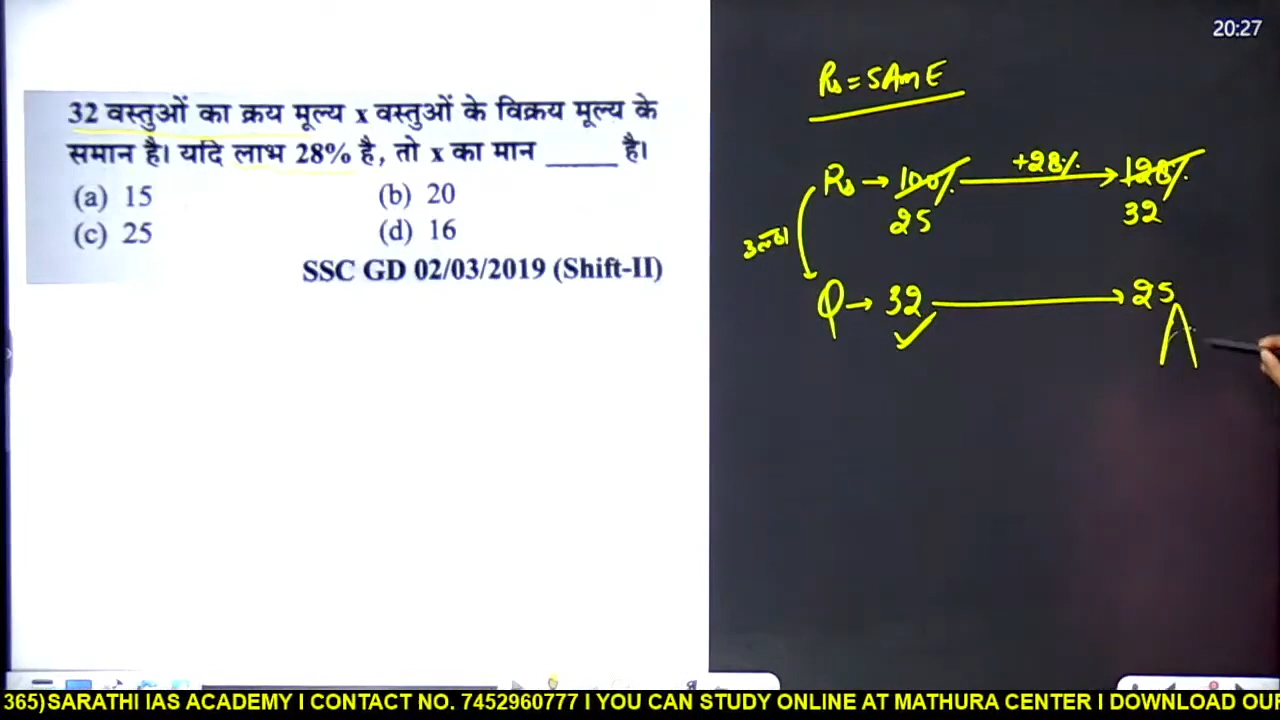 20:27
32 वस्तुओं का क्रय मूल्य x वस्तुओं के विक्रय मूल्य के
समान है। यदि लाभ 28% है, तो x का मान _____ है।
(a) 15 (b) 20
(c) 25 (d) 16
SSC GD 02/03/2019 (Shift-II)
Rs = SAmE
Rs → 100% +28% → 128%
25 32
उल्टा
Q → 32 → 25
A
365)SARATHI IAS ACADEMY I CONTACT NO. 7452960777 I YOU CAN STUDY ONLINE AT MATHURA CENTER I DOWNLOAD OU